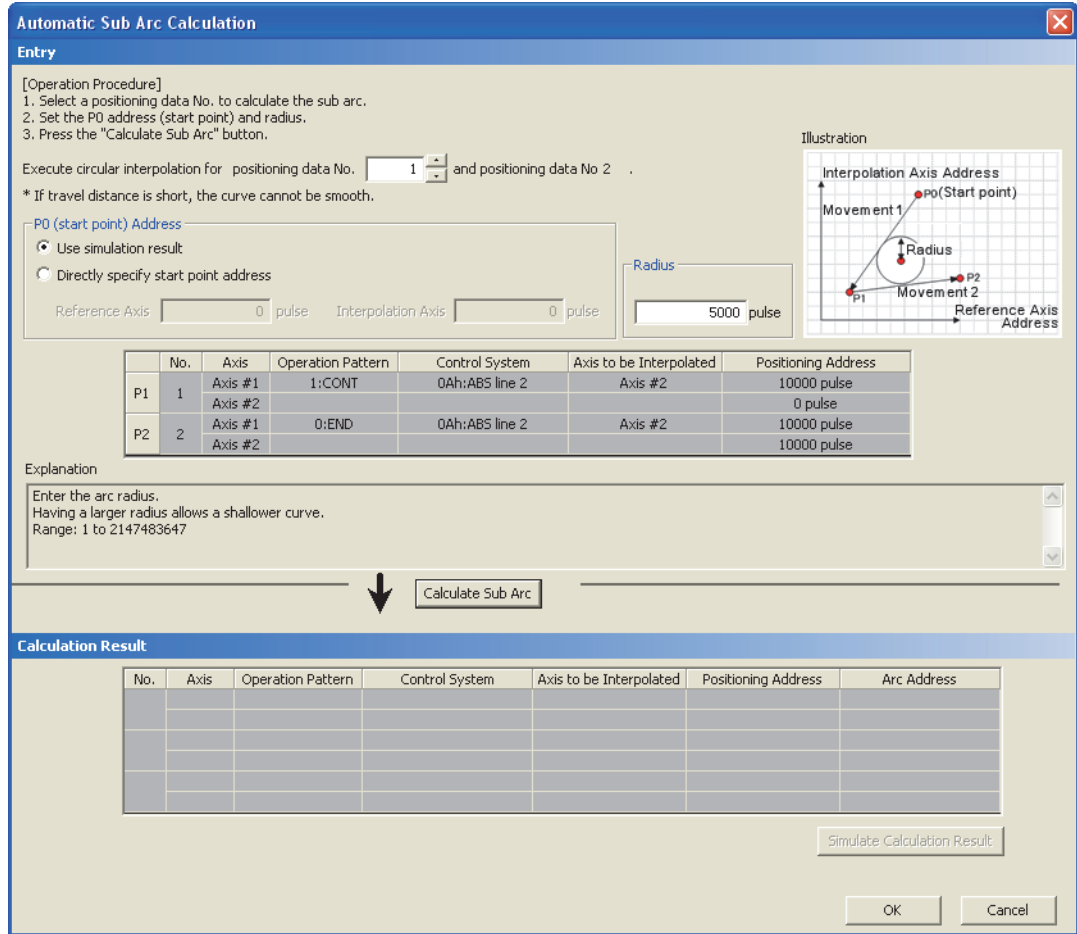 Automatic Sub Arc Calculation
Entry
[Operation Procedure]
1. Select a positioning data No. to calculate the sub arc.
2. Set the P0 address (start point) and radius.
3. Press the "Calculate Sub Arc" button.
Execute circular interpolation for positioning data No. 1 and positioning data No 2 .
* If travel distance is short, the curve cannot be smooth.
P0 (start point) Address
Use simulation result
Directly specify start point address
Reference Axis 0 pulse Interpolation Axis 0 pulse
Radius
5000 pulse
Illustration
Interpolation Axis Address
P0(Start point)
Movement 1
Radius
P2
P1
Movement 2
Reference Axis
Address
No. Axis Operation Pattern Control System Axis to be Interpolated Positioning Address
P1 1 Axis #1 1:CONT 0Ah:ABS line 2 Axis #2 10000 pulse
Axis #2 0 pulse
P2 2 Axis #1 0:END 0Ah:ABS line 2 Axis #2 10000 pulse
Axis #2 10000 pulse
Explanation
Enter the arc radius.
Having a larger radius allows a shallower curve.
Range: 1 to 2147483647
Calculate Sub Arc
Calculation Result
No. Axis Operation Pattern Control System Axis to be Interpolated Positioning Address Arc Address
Simulate Calculation Result
OK Cancel